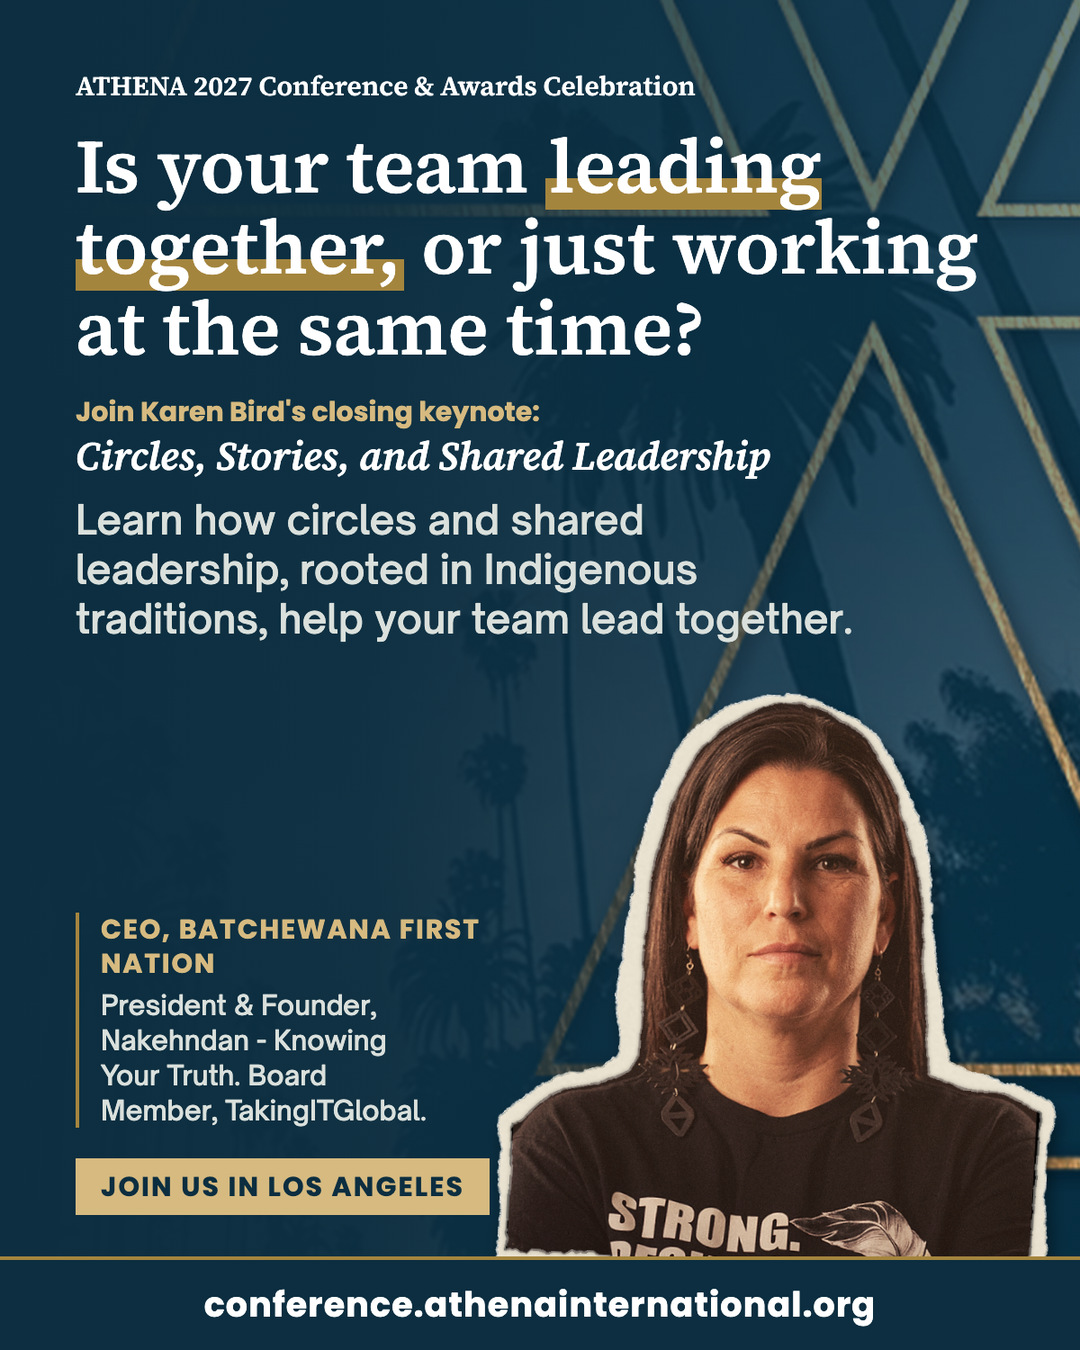 ATHENA 2027 Conference & Awards Celebration
Is your team leading
together, or just working
at the same time?
Join Karen Bird's closing keynote:
Circles, Stories, and Shared Leadership
Learn how circles and shared
leadership, rooted in Indigenous
traditions, help your team lead together.
CEO, BATCHEWANA FIRST
NATION
President & Founder,
Nakehndan - Knowing
Your Truth. Board
Member, TakingITGlobal.
JOIN US IN LOS ANGELES
STRONG.
conference.athenainternational.org